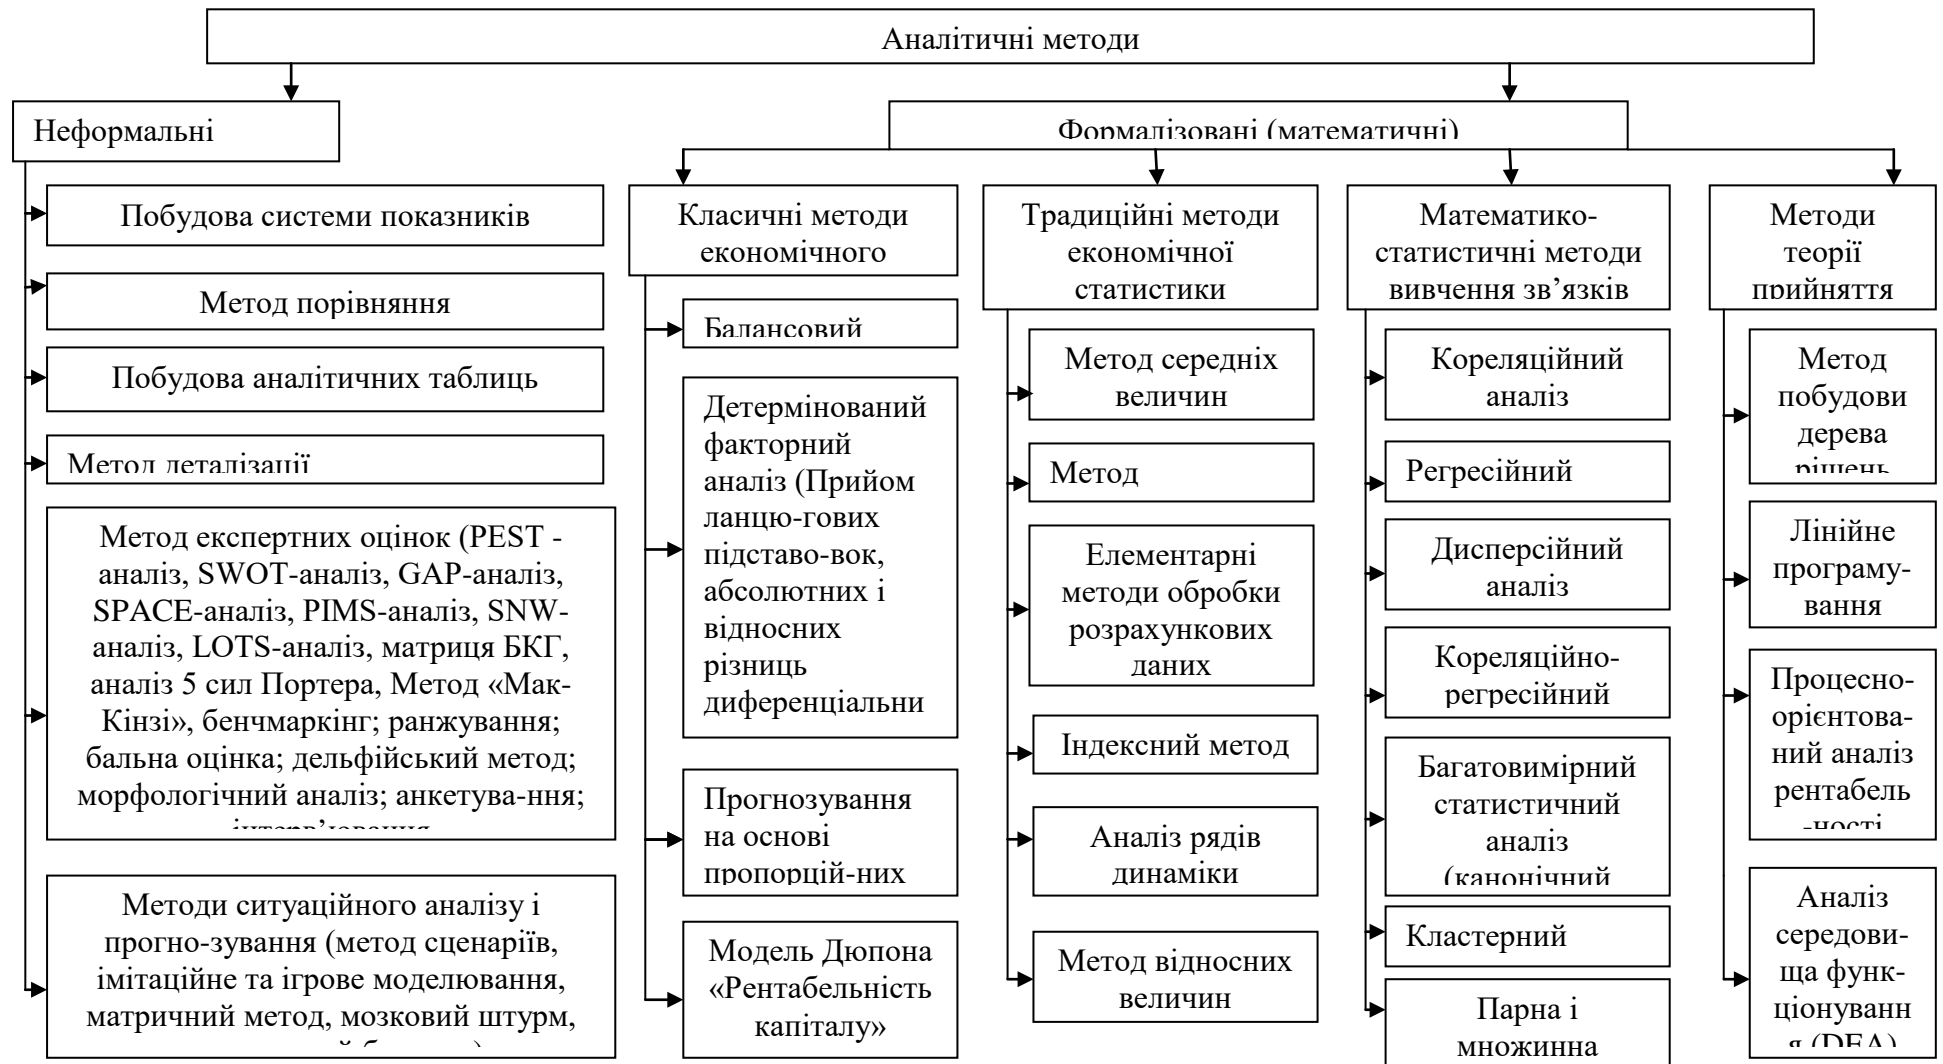 Аналітичні методи
Неформальні
Формалізовані (математичні)
Побудова системи показників
Метод порівняння
Побудова аналітичних таблиць
Метод деталізації
Метод експертних оцінок (PEST -
аналіз, SWOT-аналіз, GAP-аналіз,
SPACE-аналіз, PIMS-аналіз, SNW-
аналіз, LOTS-аналіз, матриця БКГ,
аналіз 5 сил Портера, Метод «Мак-
Кінзі», бенчмаркінг; ранжування;
бальна оцінка; дельфійський метод;
морфологічний аналіз; анкетува-ння;
інтерв’ювання
Методи ситуаційного аналізу і
прогно-зування (метод сценаріїв,
імітаційне та ігрове моделювання,
матричний метод, мозковий штурм,
Класичні методи
економічного
Балансовий
Детермінований
факторний
аналіз (Прийом
ланцю-гових
підставо-вок,
абсолютних і
відносних
різниць
диференціальни
Прогнозування
на основі
пропорцій-них
Модель Дюпона
«Рентабельність
капіталу»
Традиційні методи
економічної
статистики
Метод середніх
величин
Метод
Елементарні
методи обробки
розрахункових
даних
Індексний метод
Аналіз рядів
динаміки
Метод відносних
величин
Математико-
статистичні методи
вивчення зв’язків
Кореляційний
аналіз
Регресійний
Дисперсійний
аналіз
Кореляційно-
регресійний
Багатовимірний
статистичний
аналіз
(канонічний
Кластерний
Парна і
множинна
Методи
теорії
прийняття
Метод
побудови
дерева
рішень
Лінійне
програму-
вання
Процесно-
орієнтова-
ний аналіз
рентабель
-ності
Аналіз
середови-
ща функ-
ціонуванн
я (DEA)